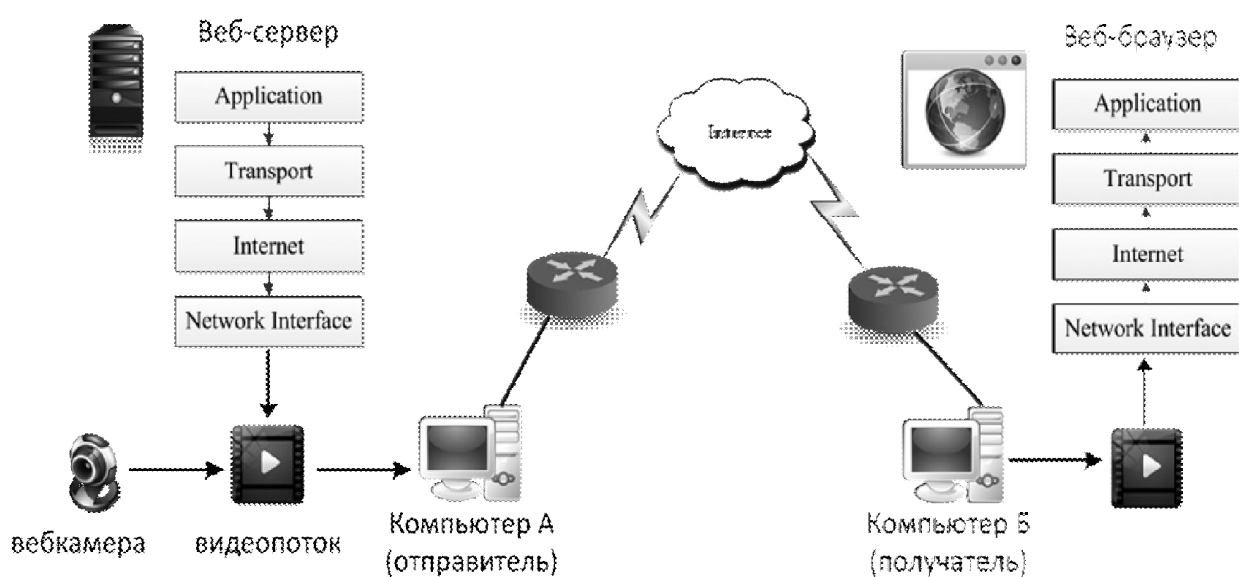 Веб-сервер
Application
Transport
Internet
Network Interface
вебкамера
видеопоток
Компьютер А
(отправитель)
Internet
Веб-браузер
Application
Transport
Internet
Network Interface
Компьютер Б
(получатель)